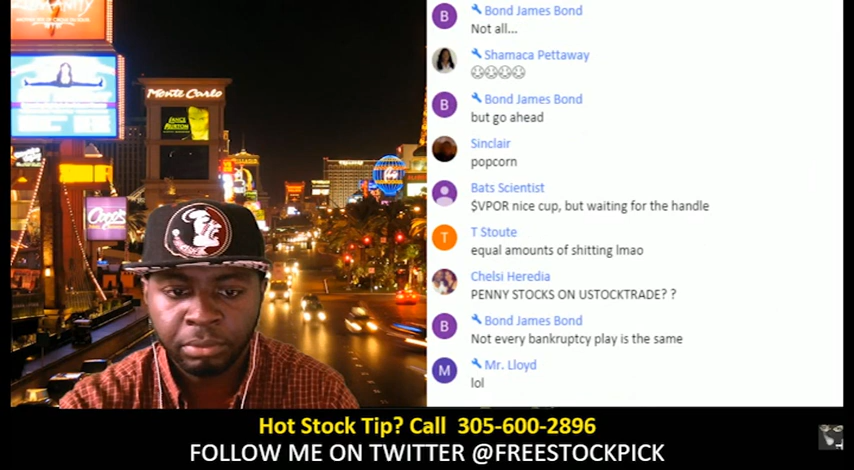 Monte Carlo
LANCE
BURTON
Bond James Bond
Not all...
Shamaca Pettaway
Bond James Bond
but go ahead
Sinclair
popcorn
Bats Scientist
$VPOR nice cup, but waiting for the handle
T Stoute
equal amounts of shitting lmao
Chelsi Heredia
PENNY STOCKS ON USTOCKTRADE? ?
Bond James Bond
Not every bankruptcy play is the same
Mr. Lloyd
lol
B
B
T
B
M
Hot Stock Tip? Call 305-600-2896
FOLLOW ME ON TWITTER @FREESTOCKPICK